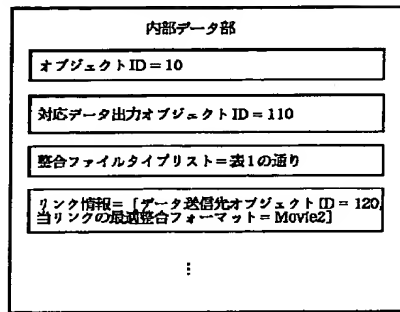 内部データ部
オブジェクトID＝10
対応データ出力オブジェクトID＝110
整合ファイルタイプリスト＝表1の通り
リンク情報＝［データ送信先オブジェクトID＝120,
当リンクの最適整合フォーマット＝Movie2］
⋮